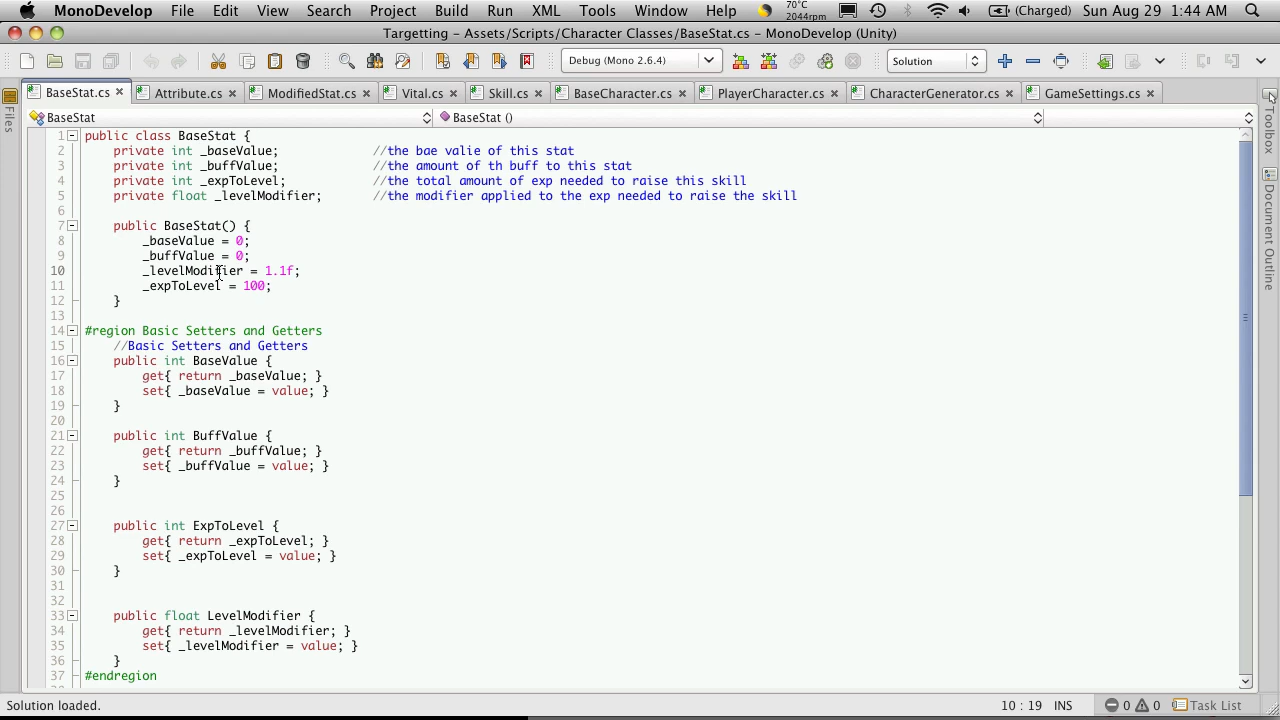 MonoDevelop File Edit View Search Project Run XML Tools Window Help 70°C 2044rpm (Charged) Sun Aug 29 1:44 AM
Targetting - Assets/Scripts/Character Classes/BaseStat.cs - MonoDevelop (Unity)
Debug (Mono 2.6.4) Solution
BaseStat.cs Attribute.cs ModifiedStat.cs Vital.cs Skill.cs BaseCharacter.cs PlayerCharacter.cs CharacterGenerator.cs GameSettings.cs
Files
BaseStat BaseStat ()
Toolbox
Document Outline
1 public class BaseStat {
2 private int _baseValue; //the bae valie of this stat
3 private int _buffValue; //the amount of th buff to this stat
4 private int _expToLevel; //the total amount of exp needed to raise this skill
5 private float _levelModifier; //the modifier applied to the exp needed to raise the skill
6
7 public BaseStat() {
8 _baseValue = 0;
9 _buffValue = 0;
10 _levelModifier = 1.1f;
11 _expToLevel = 100;
12 }
13
14 #region Basic Setters and Getters
15 //Basic Setters and Getters
16 public int BaseValue {
17 get{ return _baseValue; }
18 set{ _baseValue = value; }
19 }
20
21 public int BuffValue {
22 get{ return _buffValue; }
23 set{ _buffValue = value; }
24 }
25
26
27 public int ExpToLevel {
28 get{ return _expToLevel; }
29 set{ _expToLevel = value; }
30 }
31
32
33 public float LevelModifier {
34 get{ return _levelModifier; }
35 set{ _levelModifier = value; }
36 }
37 #endregion
Solution loaded. 10 : 19 INS 0 0 Task List